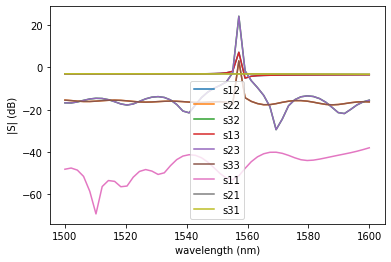 20
0
−20
−40
−60
|S| (dB)
s12
s22
s32
s13
s23
s33
s11
s21
s31
1500
1520
1540
1560
1580
1600
wavelength (nm)